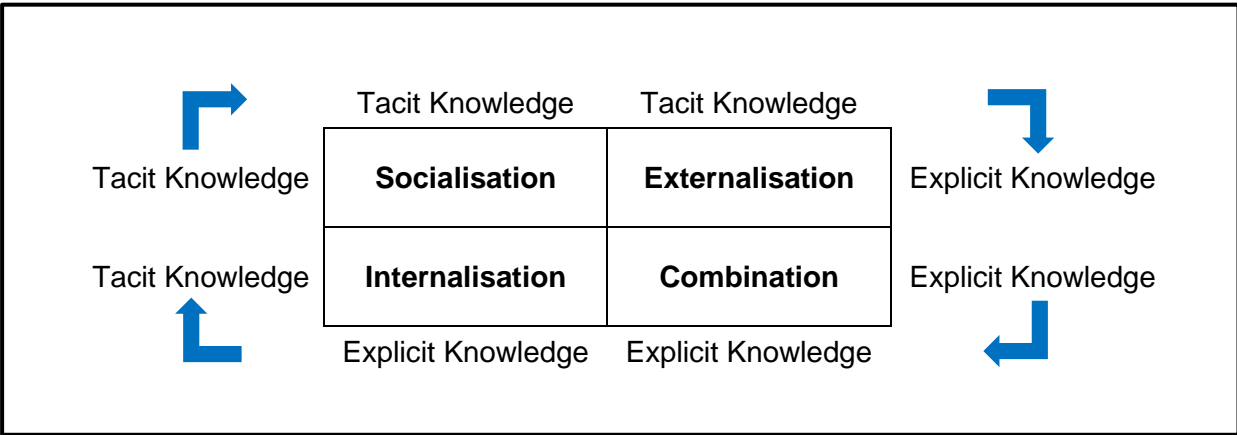 Tacit Knowledge Tacit Knowledge
Tacit Knowledge Socialisation Externalisation Explicit Knowledge
Tacit Knowledge Internalisation Combination Explicit Knowledge
Explicit Knowledge Explicit Knowledge